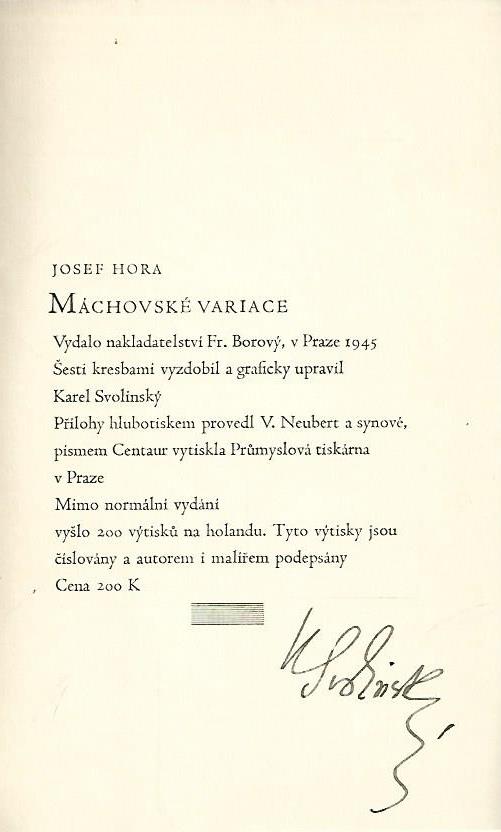 JOSEF HORA
MÁCHOVSKÉ VARIACE
Vydalo nakladatelství Fr. Borový, v Praze 1945
Šesti kresbami vyzdobil a graficky upravil
Karel Svolinský
Přílohy hlubotiskem provedl V. Neubert a synové,
písmem Centaur vytiskla Průmyslová tiskárna
v Praze
Mimo normální vydání
vyšlo 200 výtisků na holandu. Tyto výtisky jsou
číslovány a autorem i malířem podepsány
Cena 200 K
K Svolinský